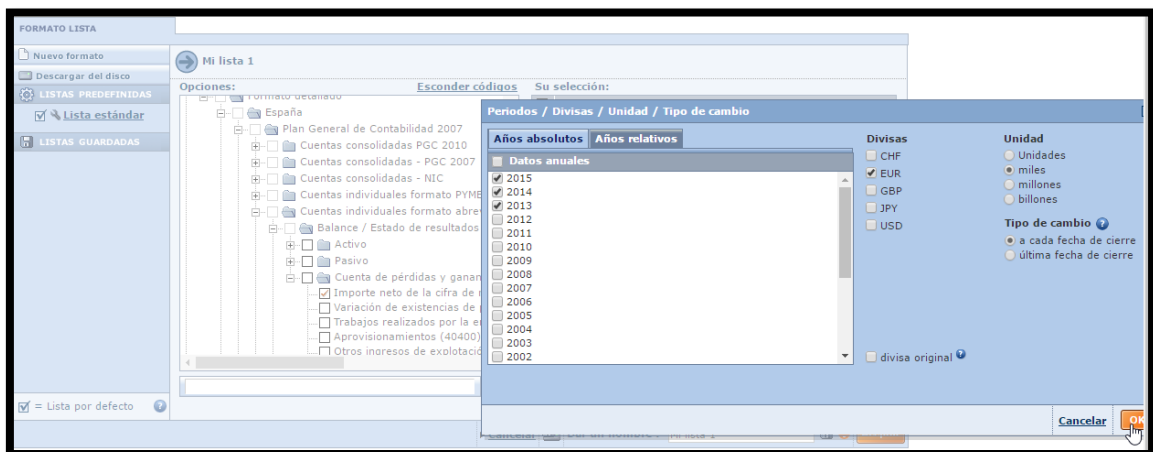 FORMATO LISTA
Nuevo formato
Descargar del disco
LISTAS PREDEFINIDAS
Lista estándar
LISTAS GUARDADAS
= Lista por defecto
Mi lista 1
Opciones: Esconder códigos Su selección:
Formato detallado
España
Plan General de Contabilidad 2007
Cuentas consolidadas PGC 2010
Cuentas consolidadas - PGC 2007
Cuentas consolidadas - NIC
Cuentas individuales formato PYME
Cuentas individuales formato abre
Balance / Estado de resultados
Activo
Pasivo
Cuenta de pérdidas y ganan
Importe neto de la cifra de
Variación de existencias de
Trabajos realizados por la
Aprovisionamientos (40400)
Otros ingresos de explotació
Periodos / Divisas / Unidad / Tipo de cambio
Años absolutos Años relativos
Datos anuales
2015
2014
2013
2012
2011
2010
2009
2008
2007
2006
2005
2004
2003
2002
Divisas
CHF
EUR
GBP
JPY
USD
divisa original
Unidad
Unidades
miles
millones
billones
Tipo de cambio
a cada fecha de cierre
última fecha de cierre
Cancelar OK